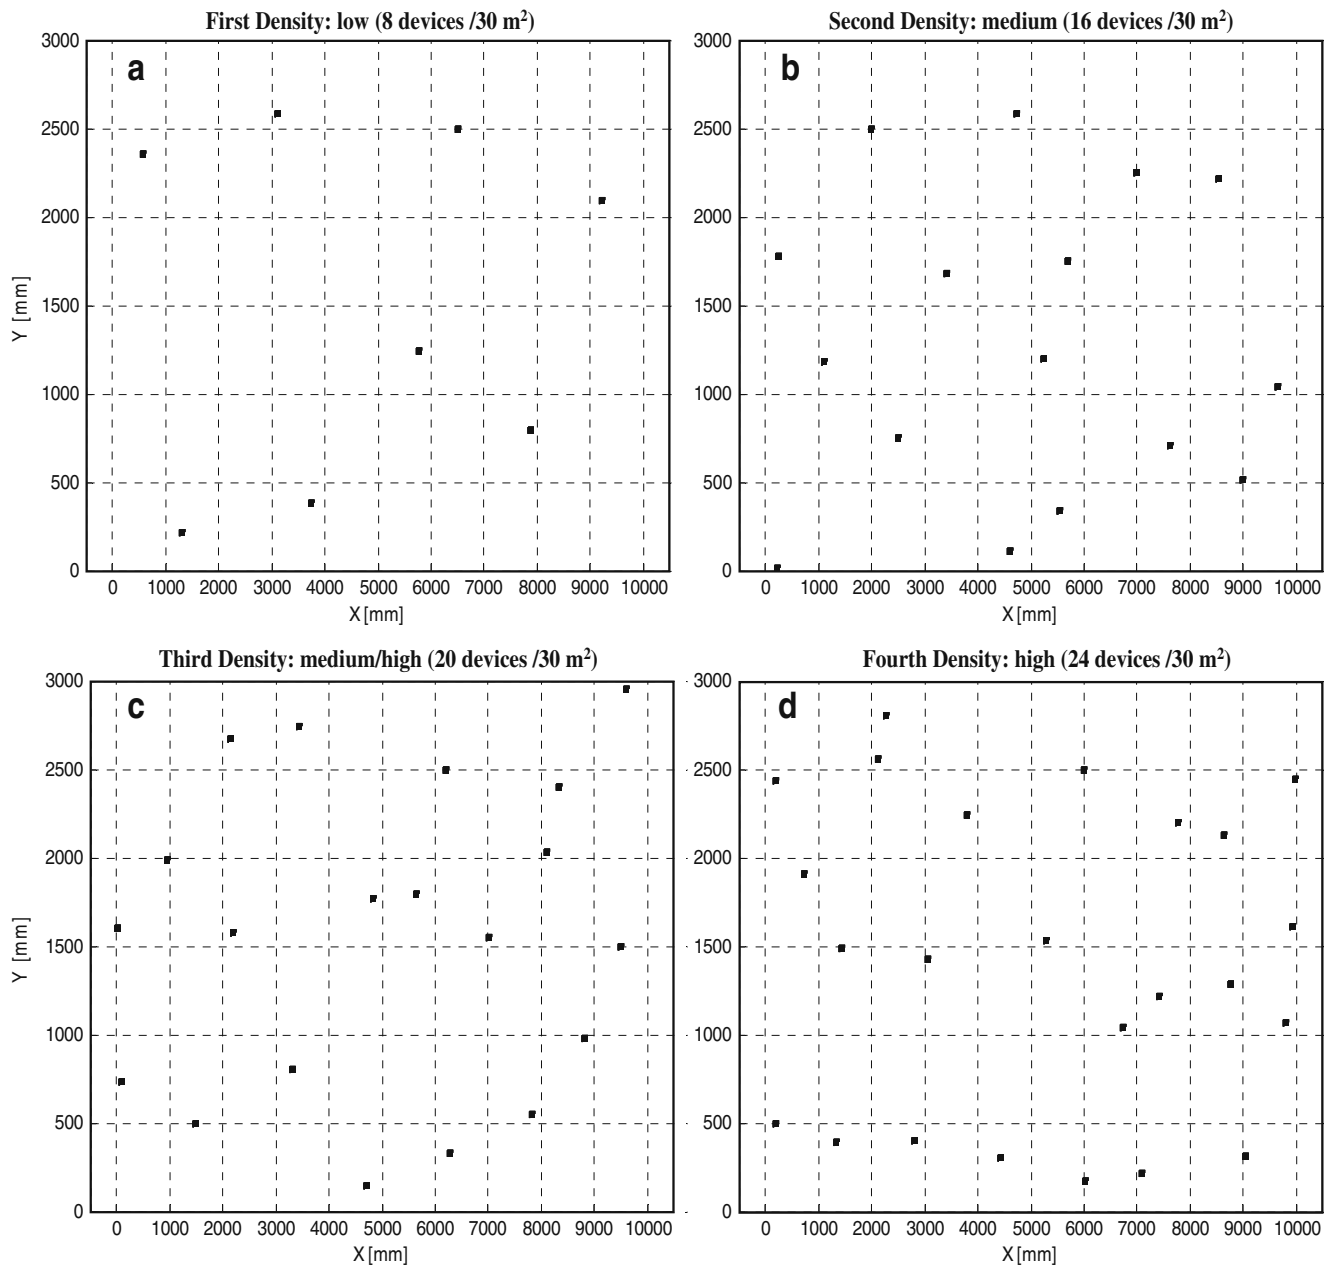 First Density: low (8 devices /30 m²)
a
3000
2500
2000
1500
1000
500
0
Y [mm]
0 1000 2000 3000 4000 5000 6000 7000 8000 9000 10000
X [mm]
Second Density: medium (16 devices /30 m²)
b
3000
2500
2000
1500
1000
500
0
0 1000 2000 3000 4000 5000 6000 7000 8000 9000 10000
X [mm]
Third Density: medium/high (20 devices /30 m²)
c
3000
2500
2000
1500
1000
500
0
Y [mm]
0 1000 2000 3000 4000 5000 6000 7000 8000 9000 10000
X [mm]
Fourth Density: high (24 devices /30 m²)
d
3000
2500
2000
1500
1000
500
0
0 1000 2000 3000 4000 5000 6000 7000 8000 9000 10000
X [mm]